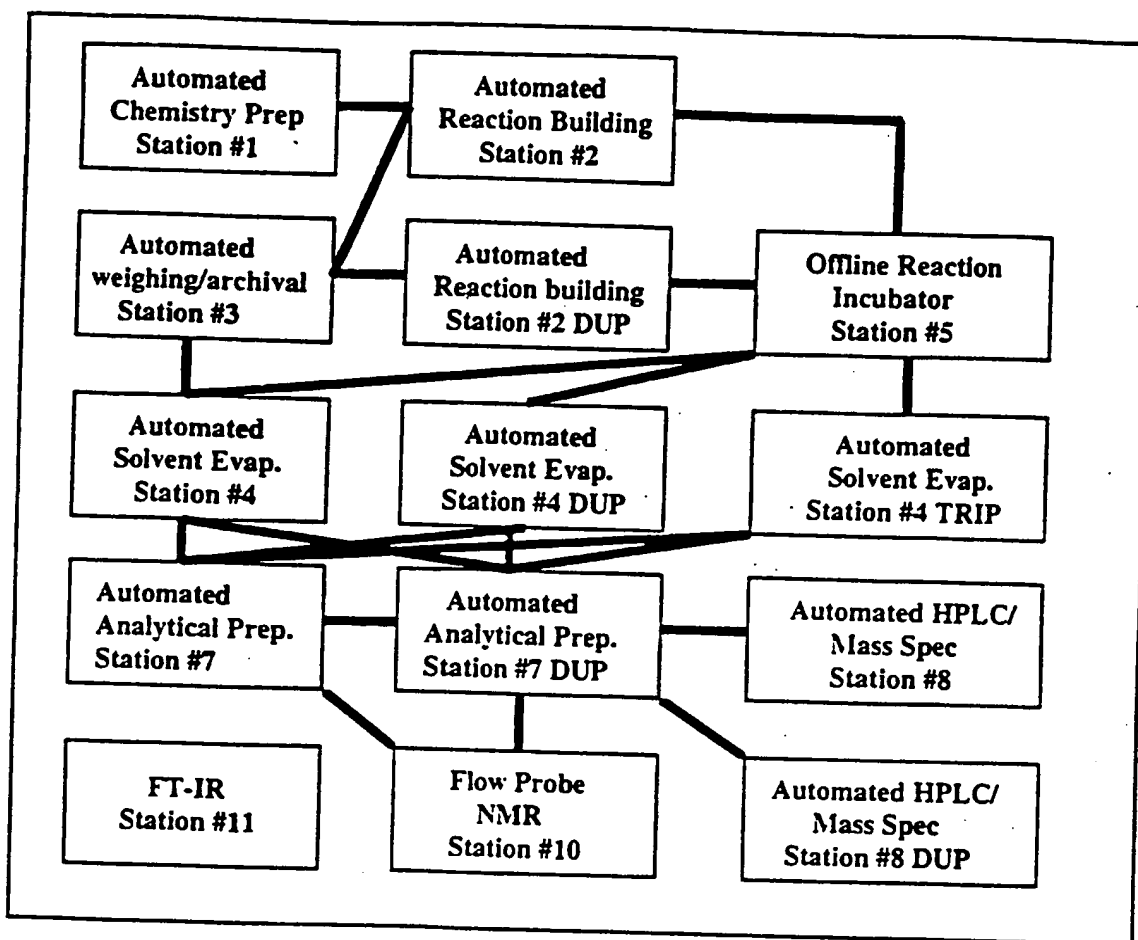 Automated
Chemistry Prep
Station #1
Automated
Reaction Building
Station #2
Automated
weighing/archival
Station #3
Automated
Reaction building
Station #2 DUP
Offline Reaction
Incubator
Station #5
Automated
Solvent Evap.
Station #4
Automated
Solvent Evap.
Station #4 DUP
Automated
Solvent Evap.
Station #4 TRIP
Automated
Analytical Prep.
Station #7
Automated
Analytical Prep.
Station #7 DUP
Automated HPLC/
Mass Spec
Station #8
FT-IR
Station #11
Flow Probe
NMR
Station #10
Automated HPLC/
Mass Spec
Station #8 DUP